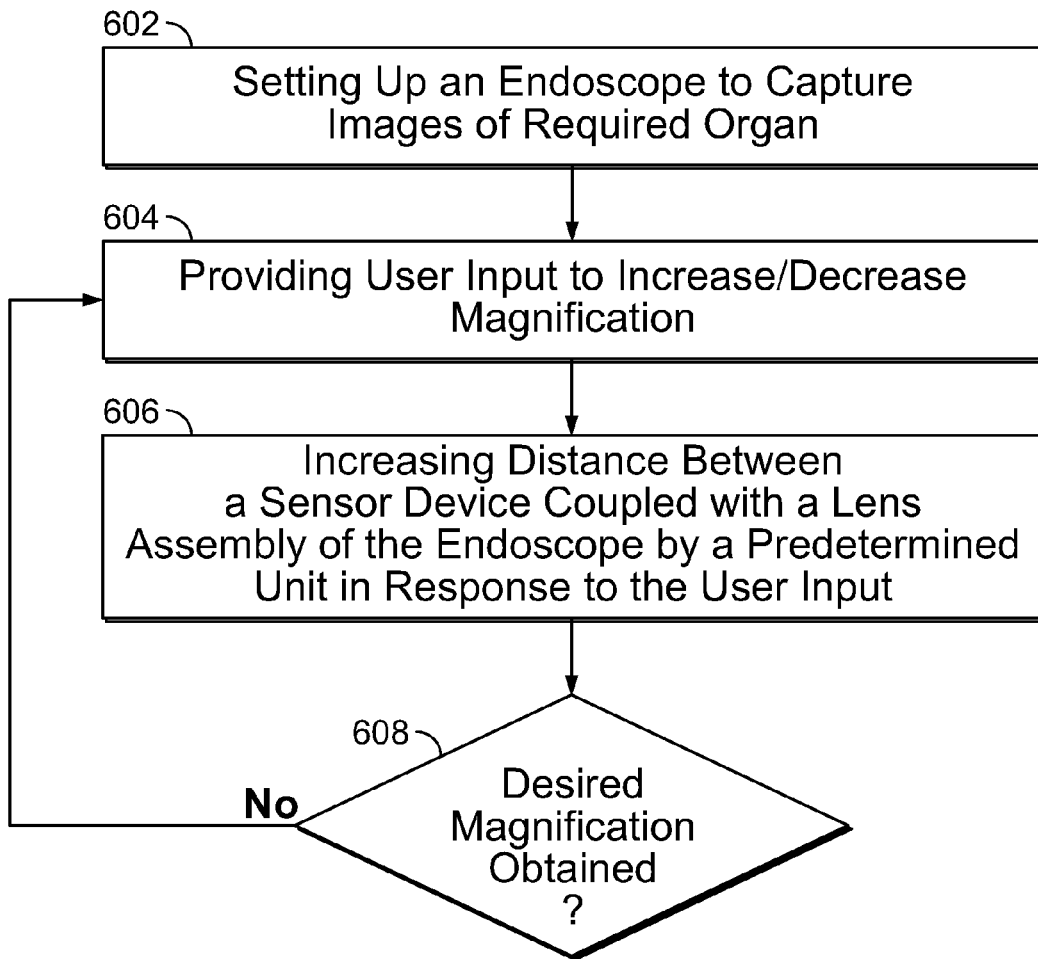 602
Setting Up an Endoscope to Capture
Images of Required Organ
604
Providing User Input to Increase/Decrease
Magnification
606
Increasing Distance Between
a Sensor Device Coupled with a Lens
Assembly of the Endoscope by a Predetermined
Unit in Response to the User Input
608
No
Desired
Magnification
Obtained
?